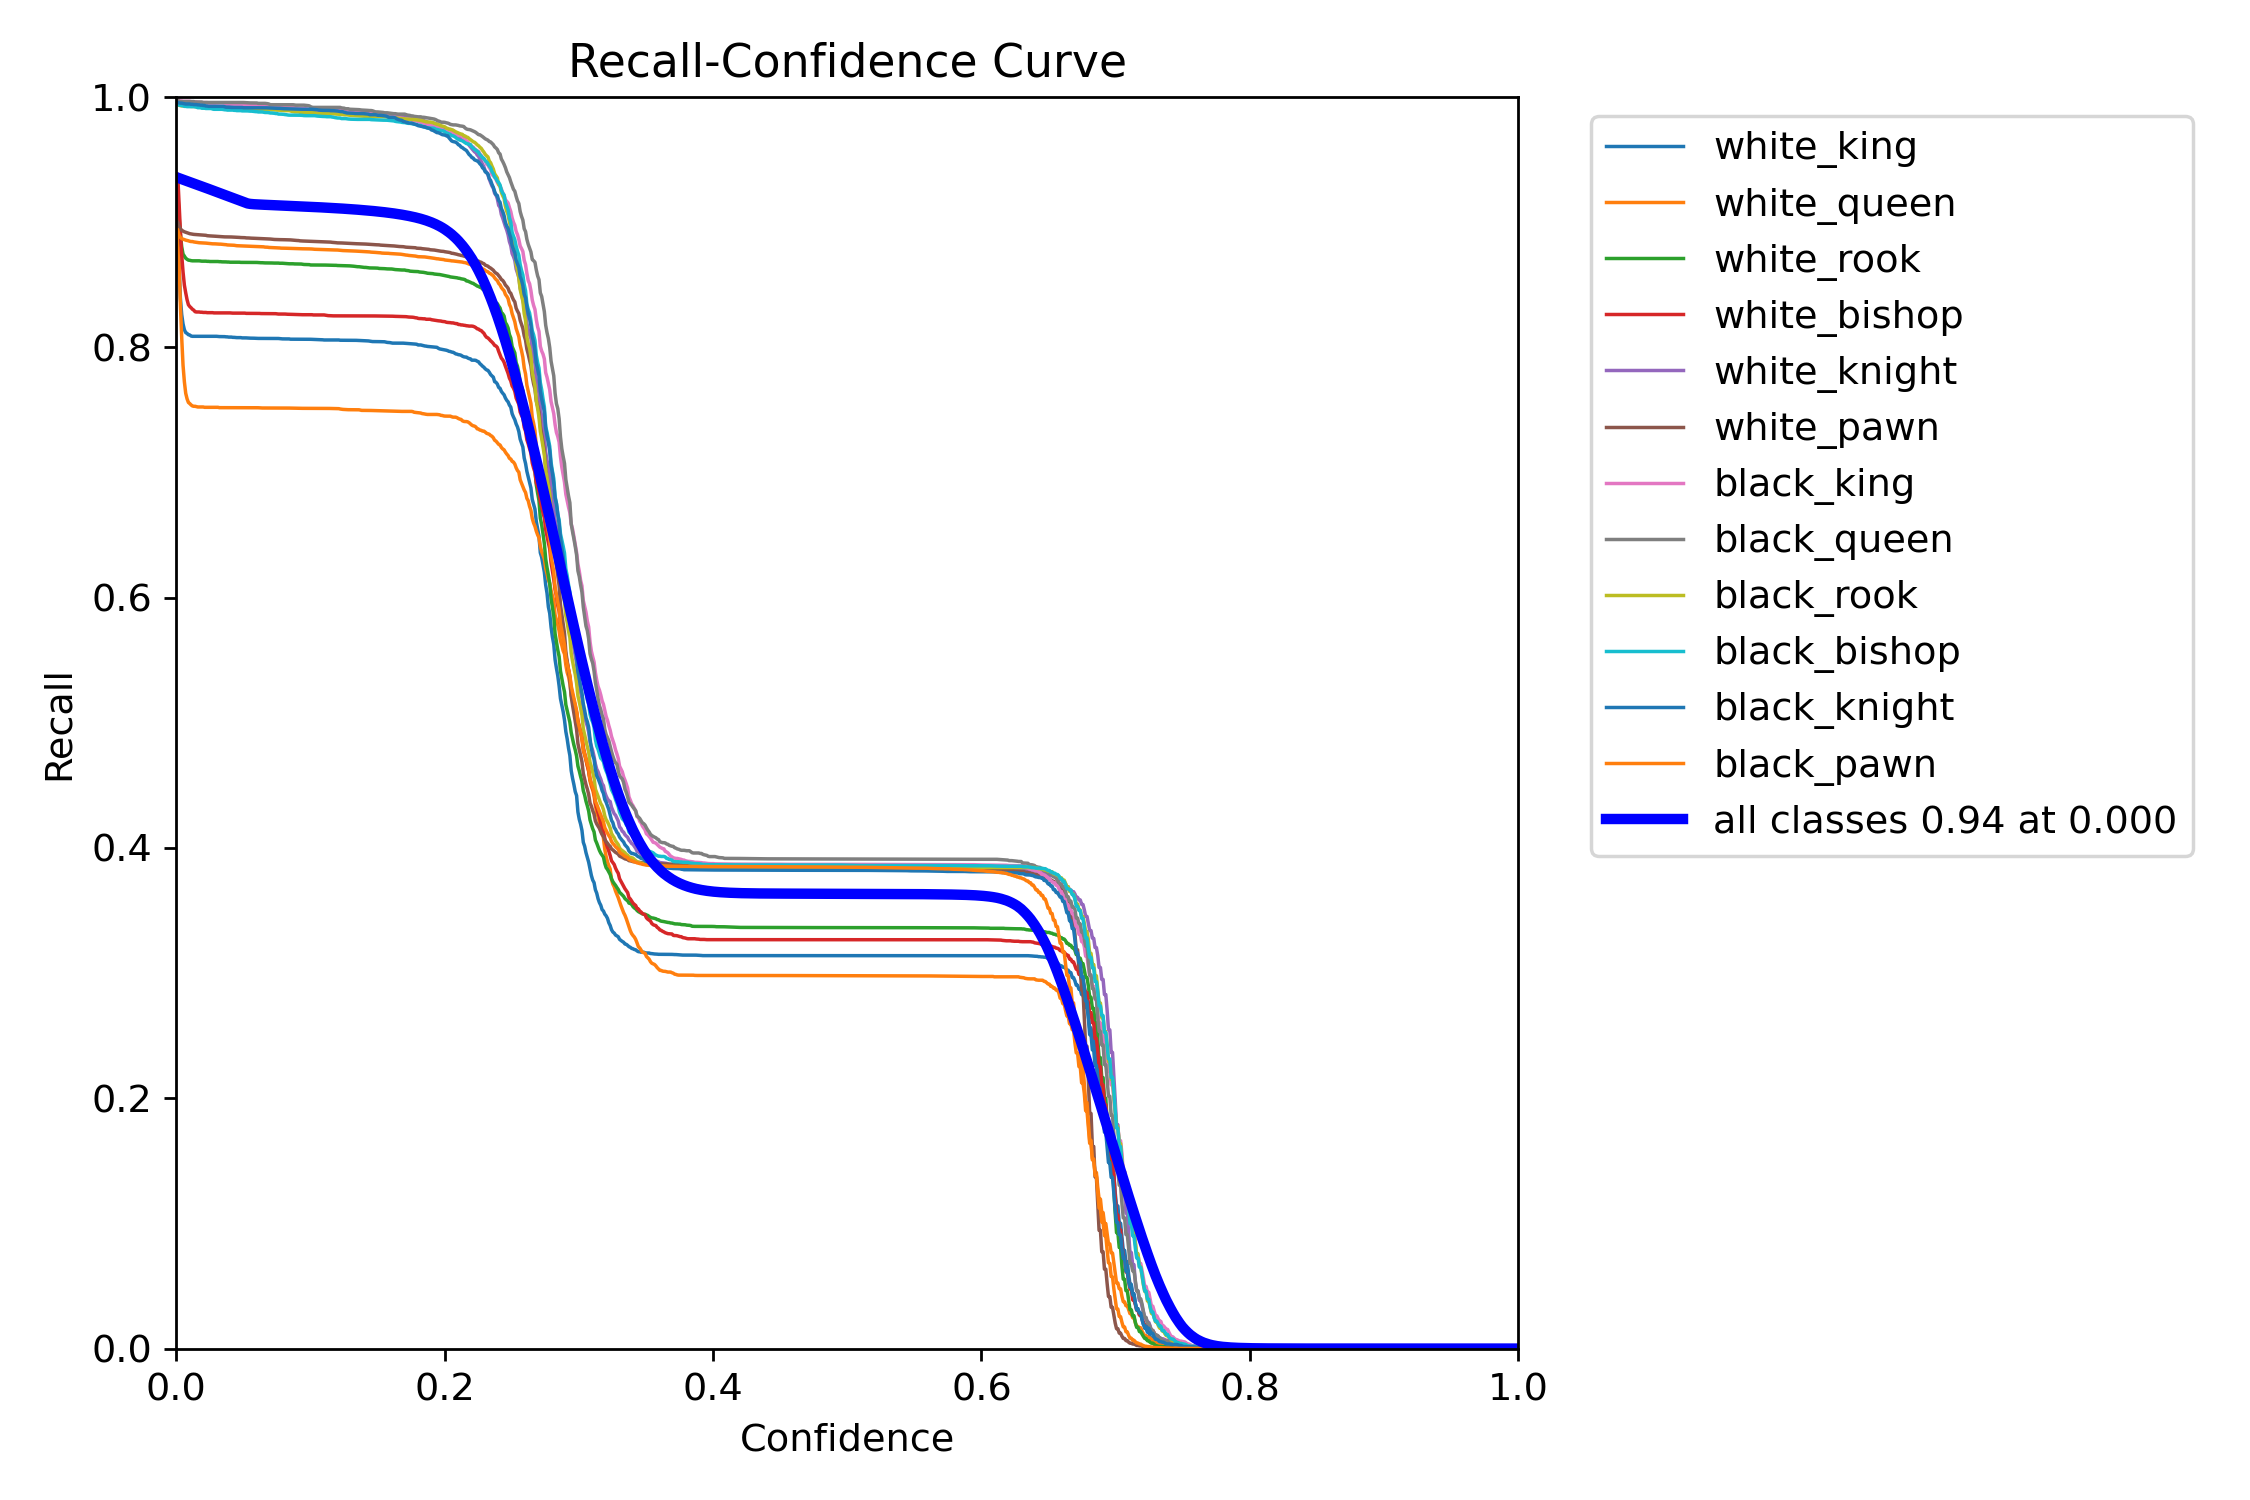 Recall-Confidence Curve
1.0
0.8
0.6
0.4
0.2
0.0
Recall
0.0 0.2 0.4 0.6 0.8 1.0
Confidence
white_king
white_queen
white_rook
white_bishop
white_knight
white_pawn
black_king
black_queen
black_rook
black_bishop
black_knight
black_pawn
all classes 0.94 at 0.000